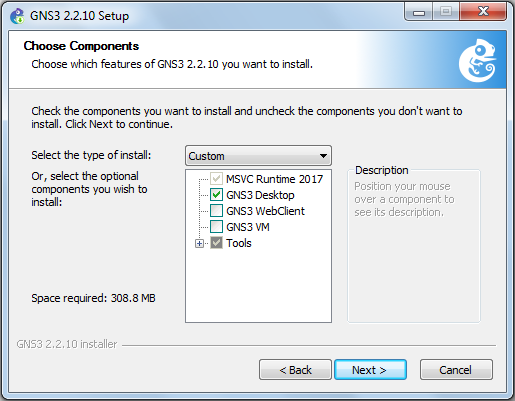 GNS3 2.2.10 Setup
Choose Components
Choose which features of GNS3 2.2.10 you want to install.
Check the components you want to install and uncheck the components you don't want to
install. Click Next to continue.
Select the type of install:
Custom
Or, select the optional
components you wish to
install:
MSVC Runtime 2017
GNS3 Desktop
GNS3 WebClient
GNS3 VM
Tools
Description
Position your mouse
over a component to
see its description.
Space required: 308.8 MB
GNS3 2.2.10 installer
< Back
Next >
Cancel